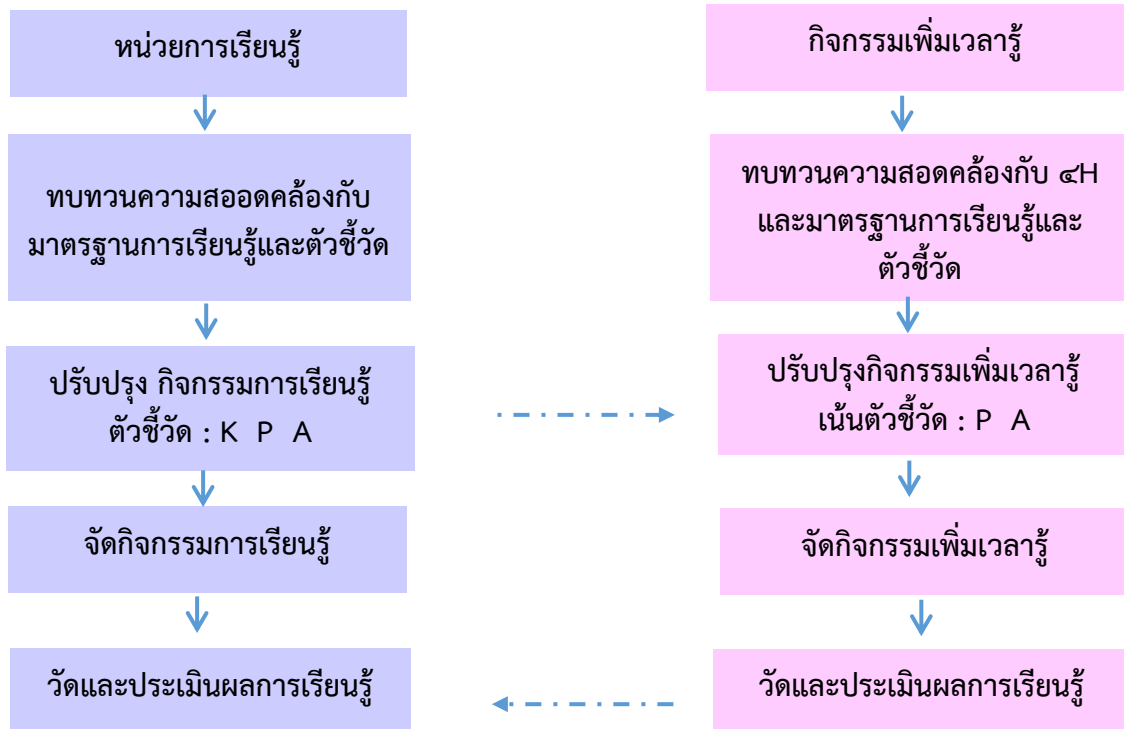 หน่วยการเรียนรู้
ทบทวนความสออดคล้องกับ
มาตรฐานการเรียนรู้และตัวชี้วัด
ปรับปรุง กิจกรรมการเรียนรู้
ตัวชี้วัด : K P A
จัดกิจกรรมการเรียนรู้
วัดและประเมินผลการเรียนรู้
กิจกรรมเพิ่มเวลารู้
ทบทวนความสอดคล้องกับ ๔H
และมาตรฐานการเรียนรู้และ
ตัวชี้วัด
ปรับปรุงกิจกรรมเพิ่มเวลารู้
เน้นตัวชี้วัด : P A
จัดกิจกรรมเพิ่มเวลารู้
วัดและประเมินผลการเรียนรู้